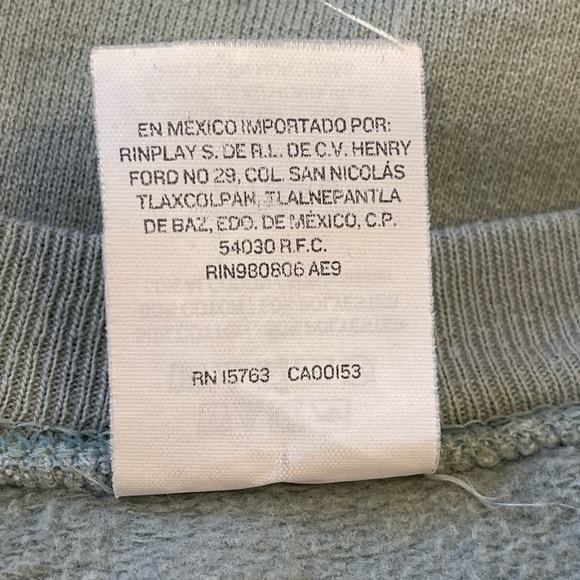 EN MÉXICO IMPORTADO POR:
RINPLAY S. DE R.L. DE C.V. HENRY
FORD NO 29, COL. SAN NICOLÁS
TLAXCOLPAN, TLALNEPANTLA
DE BAZ, EDO. DE MÉXICO, C.P.
54030 R.F.C.
RIN980806 AE9
RN 15763 CA00153